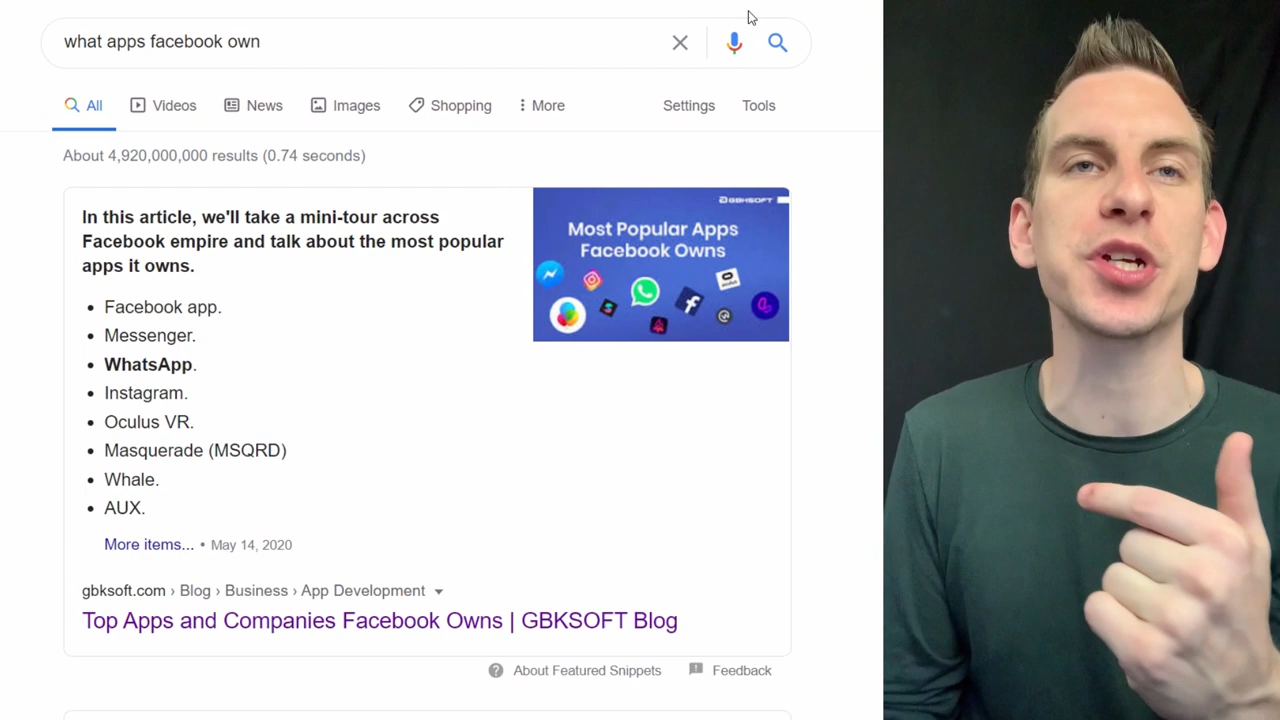 what apps facebook own
All Videos News Images Shopping More Settings Tools
About 4,920,000,000 results (0.74 seconds)
In this article, we'll take a mini-tour across
Facebook empire and talk about the most popular
apps it owns.
GBKSOFT
Most Popular Apps
Facebook Owns
Facebook app.
Messenger.
WhatsApp.
Instagram.
Oculus VR.
Masquerade (MSQRD)
Whale.
AUX.
More items... • May 14, 2020
gbksoft.com › Blog › Business › App Development
Top Apps and Companies Facebook Owns | GBKSOFT Blog
About Featured Snippets Feedback